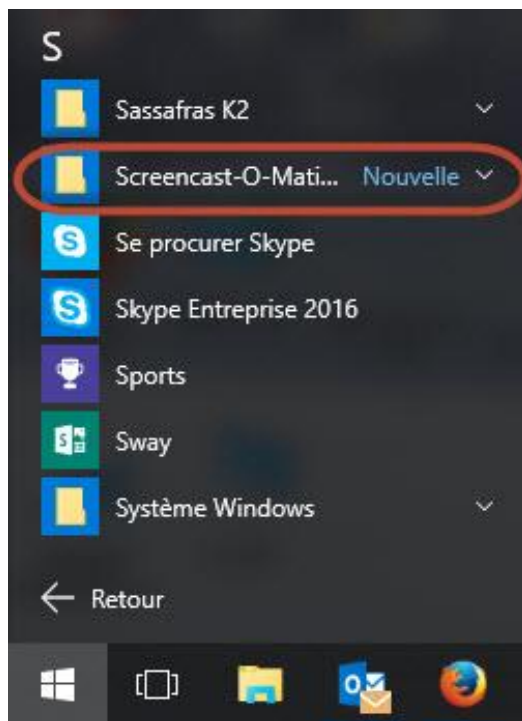 S
Sassafras K2
Screencast-O-Mati... Nouvelle
Se procurer Skype
Skype Entreprise 2016
Sports
Sway
Système Windows
Retour